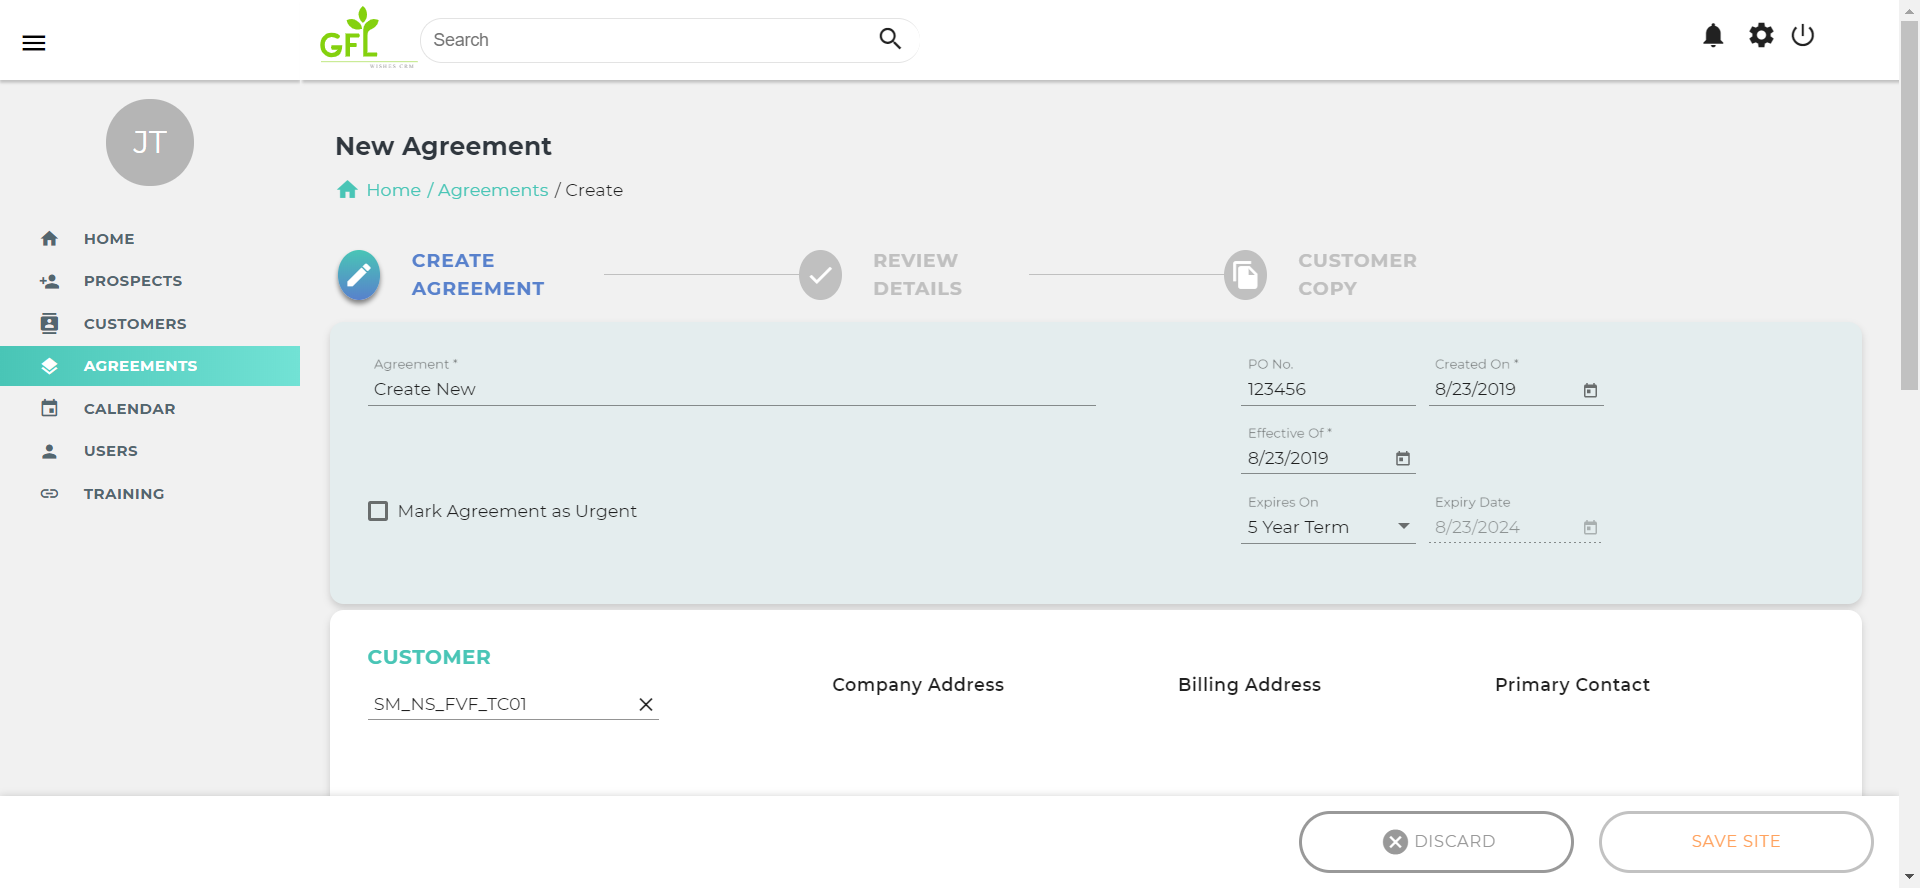 GFL
WISHES CRM
Search
JT
HOME
PROSPECTS
CUSTOMERS
AGREEMENTS
CALENDAR
USERS
TRAINING
New Agreement
Home / Agreements / Create
CREATE
AGREEMENT
REVIEW
DETAILS
CUSTOMER
COPY
Agreement *
Create New
Mark Agreement as Urgent
PO No.
123456
Created On *
8/23/2019
Effective Of *
8/23/2019
Expires On
5 Year Term
Expiry Date
8/23/2024
CUSTOMER
SM_NS_FVF_TC01
Company Address
Billing Address
Primary Contact
DISCARD
SAVE SITE